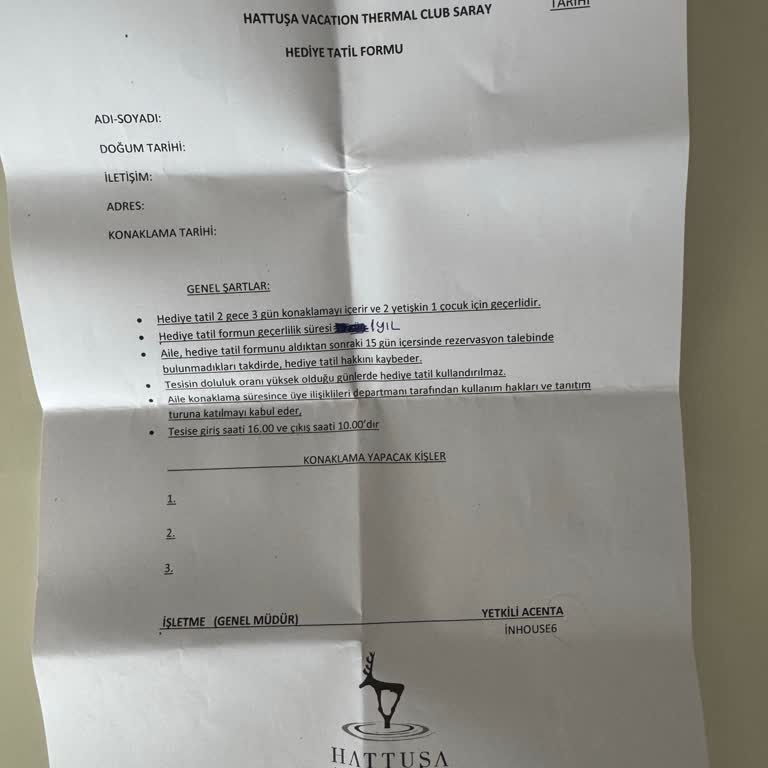 HATTUŞA VACATION THERMAL CLUB SARAY
TARİHİ
HEDİYE TATİL FORMU
ADI-SOYADI:
DOĞUM TARİHİ:
İLETİŞİM:
ADRES:
KONAKLAMA TARİHİ:
GENEL ŞARTLAR:
• Hediye tatil 2 gece 3 gün konaklamayı içerir ve 2 yetişkin 1 çocuk için geçerlidir.
• Hediye tatil formun geçerlilik süresi 1 YIL
• Aile, hediye tatil formunu aldıktan sonraki 15 gün içersinde rezervasyon talebinde
bulunmadıkları takdirde, hediye tatil hakkını kaybeder.
• Tesisin doluluk oranı yüksek olduğu günlerde hediye tatil kullandırılmaz.
• Aile konaklama süresince üye ilişiklileri departmanı tarafından kullanım hakları ve tanıtım
turuna katılmayı kabul eder,
• Tesise giriş saati 16.00 ve çıkış saati 10.00'dır
KONAKLAMA YAPACAK KİŞLER
1.
2.
3.
İŞLETME (GENEL MÜDÜR)
YETKİLİ ACENTA
İNHOUSE6
HATTUSA